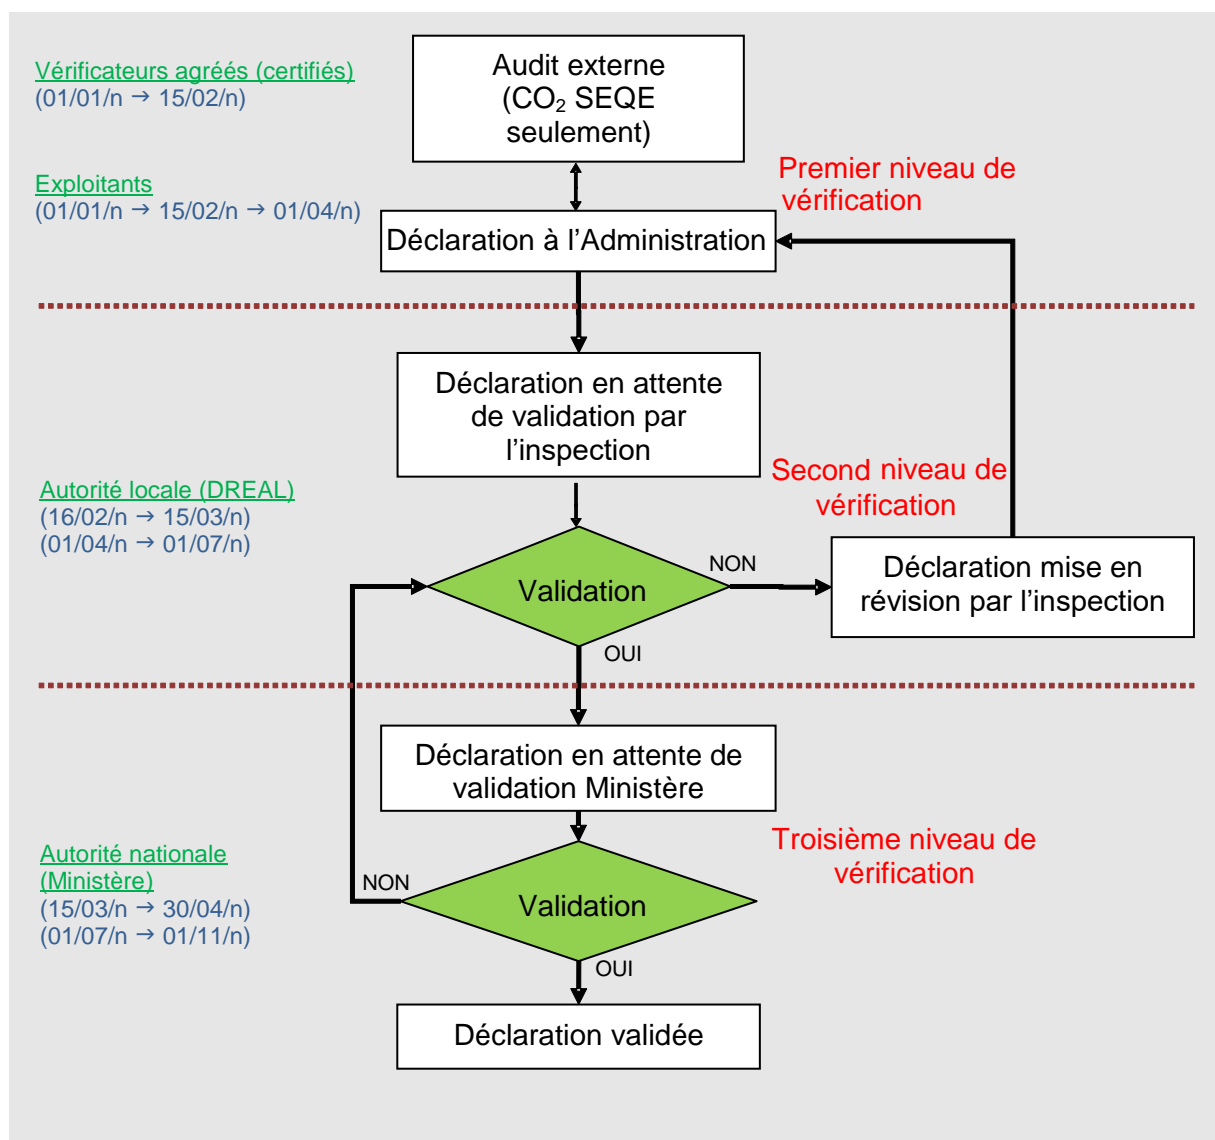 Vérificateurs agréés (certifiés)
(01/01/n → 15/02/n)
Audit externe
(CO₂ SEQE
seulement)
Exploitants
(01/01/n → 15/02/n → 01/04/n)
Premier niveau de
vérification
Déclaration à l’Administration
Déclaration en attente
de validation par
l’inspection
Autorité locale (DREAL)
(16/02/n → 15/03/n)
(01/04/n → 01/07/n)
Second niveau de
vérification
Validation
NON
Déclaration mise en
révision par l’inspection
OUI
Déclaration en attente de
validation Ministère
Troisième niveau de
vérification
Autorité nationale
(Ministère)
(15/03/n → 30/04/n)
(01/07/n → 01/11/n)
NON
Validation
OUI
Déclaration validée